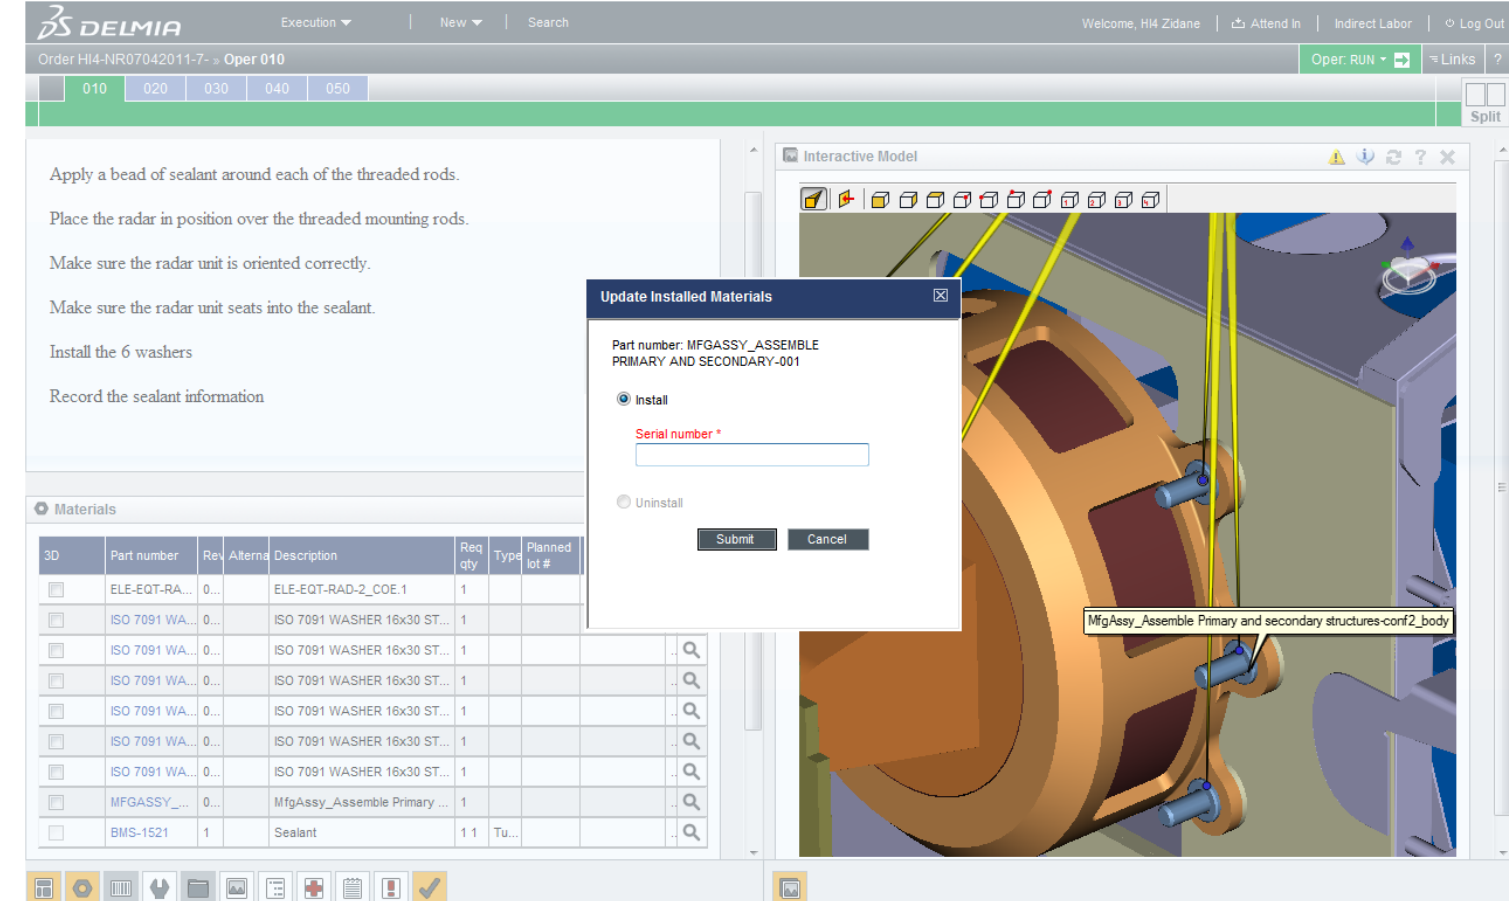 DELMIA
Execution
New
Search
Welcome, HI4 Zidane
Attend In
Indirect Labor
Log Out
Order HI4-NR07042011-7- » Oper 010
Oper: RUN
Links
?
010 020 030 040 050
Split
Apply a bead of sealant around each of the threaded rods.
Place the radar in position over the threaded mounting rods.
Make sure the radar unit is oriented correctly.
Make sure the radar unit seats into the sealant.
Install the 6 washers
Record the sealant information
Interactive Model
Update Installed Materials
Part number: MFGASSY_ASSEMBLE
PRIMARY AND SECONDARY-001
Install
Serial number *
Uninstall
Submit Cancel
MfgAssy_Assemble Primary and secondary structures-conf2_body
Materials
3D Part number Rev Alterna Description Req qty Type Planned lot #
ELE-EQT-RA... 0... ELE-EQT-RAD-2_COE.1 1
ISO 7091 WA... 0... ISO 7091 WASHER 16x30 ST... 1
ISO 7091 WA... 0... ISO 7091 WASHER 16x30 ST... 1
ISO 7091 WA... 0... ISO 7091 WASHER 16x30 ST... 1
ISO 7091 WA... 0... ISO 7091 WASHER 16x30 ST... 1
ISO 7091 WA... 0... ISO 7091 WASHER 16x30 ST... 1
ISO 7091 WA... 0... ISO 7091 WASHER 16x30 ST... 1
MFGASSY_... 0... MfgAssy_Assemble Primary ... 1
BMS-1521 1 Sealant 1 1 Tu...